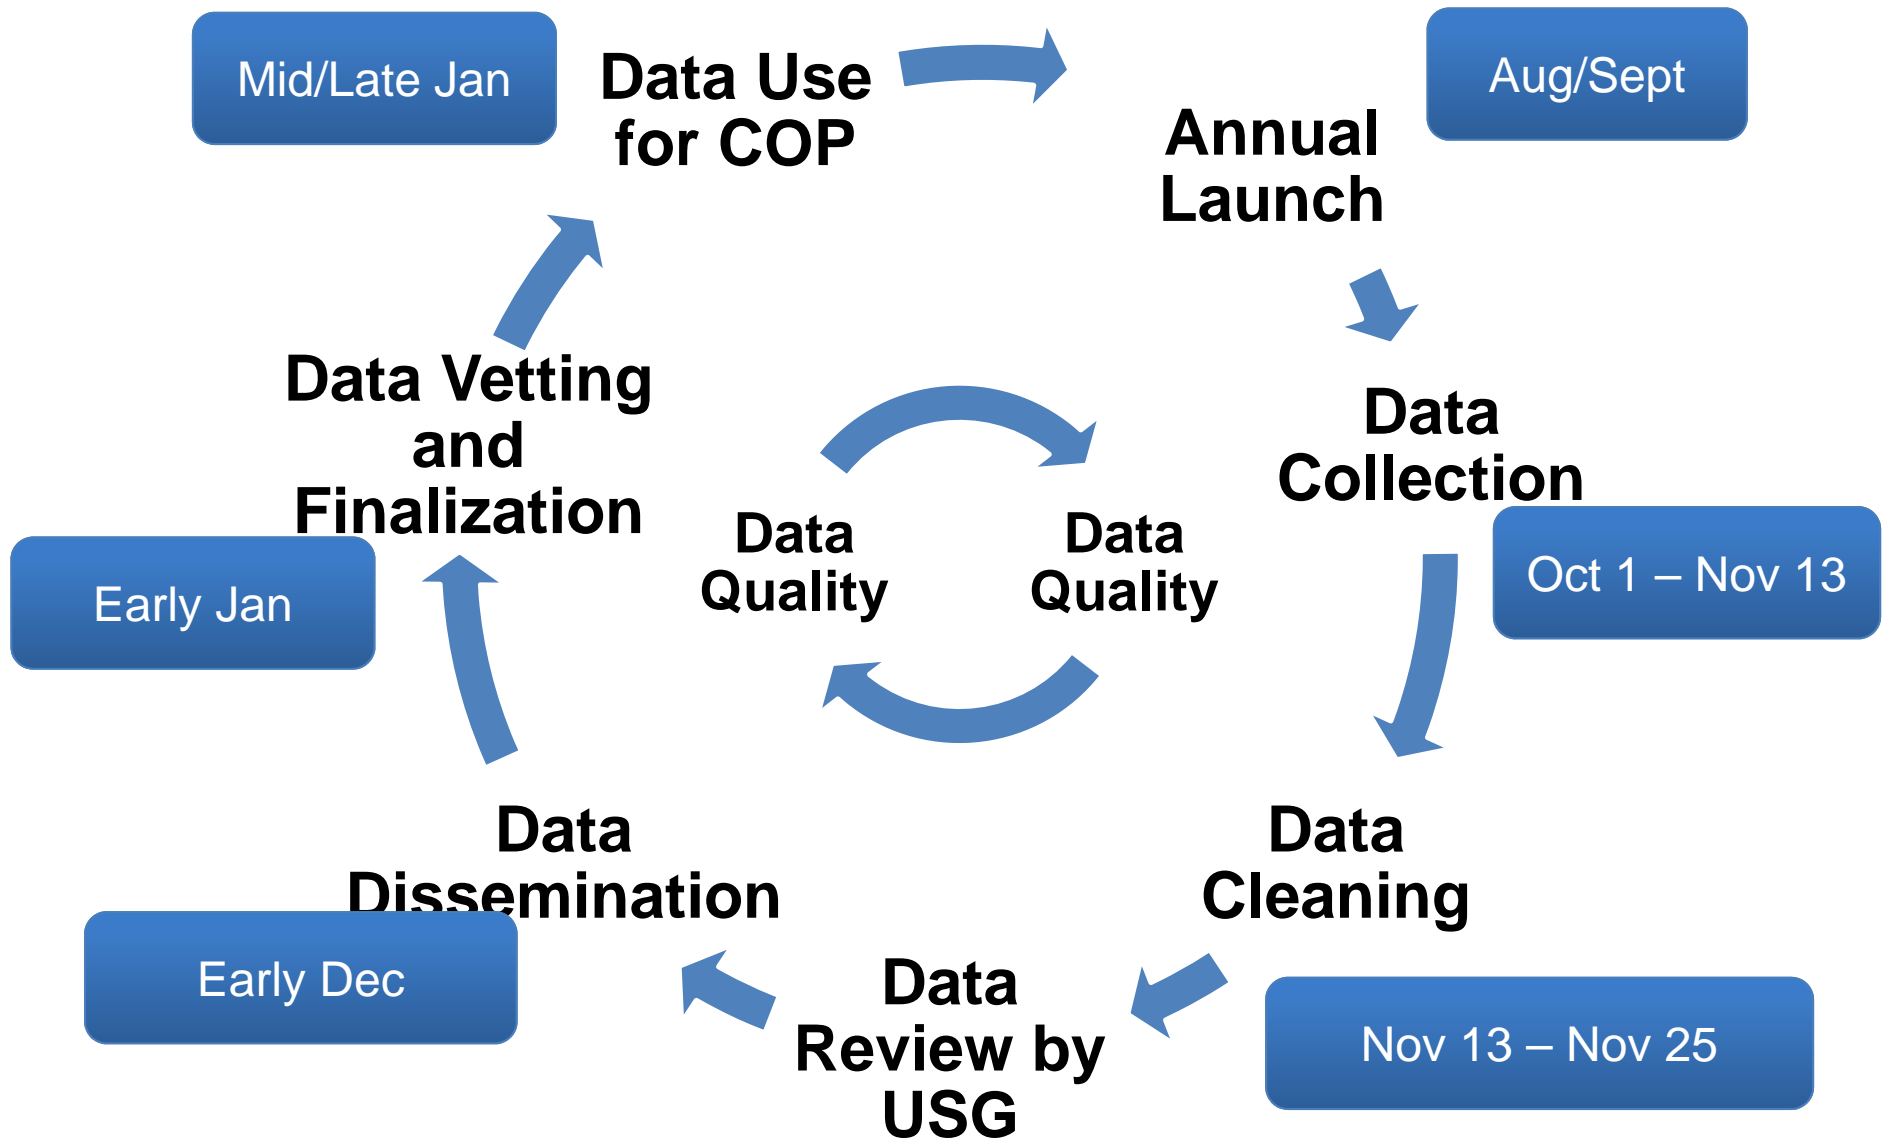 Mid/Late Jan
Data Use
for COP
Aug/Sept
Annual
Launch
Data Vetting
and
Finalization
Data
Collection
Data
Quality
Data
Quality
Early Jan
Oct 1 – Nov 13
Data
Dissemination
Data
Cleaning
Early Dec
Data
Review by
USG
Nov 13 – Nov 25